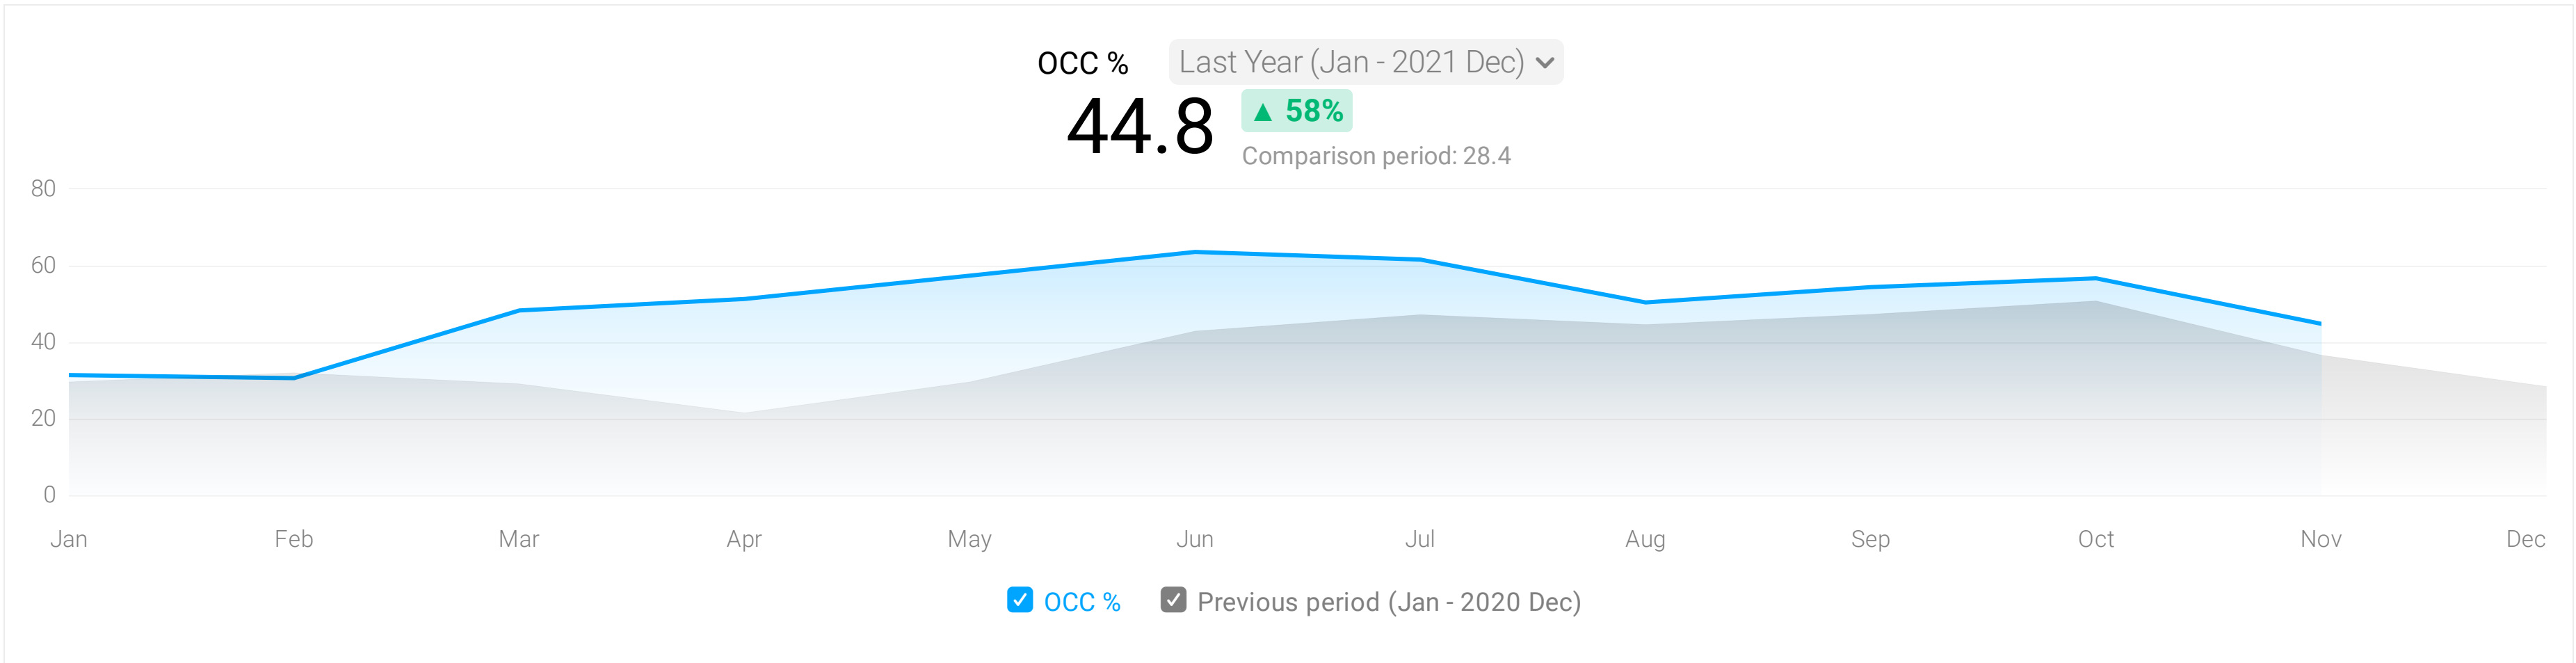 OCC % Last Year (Jan - 2021 Dec)
44.8 ▲ 58%
Comparison period: 28.4
80
60
40
20
0
Jan Feb Mar Apr May Jun Jul Aug Sep Oct Nov Dec
OCC % Previous period (Jan - 2020 Dec)